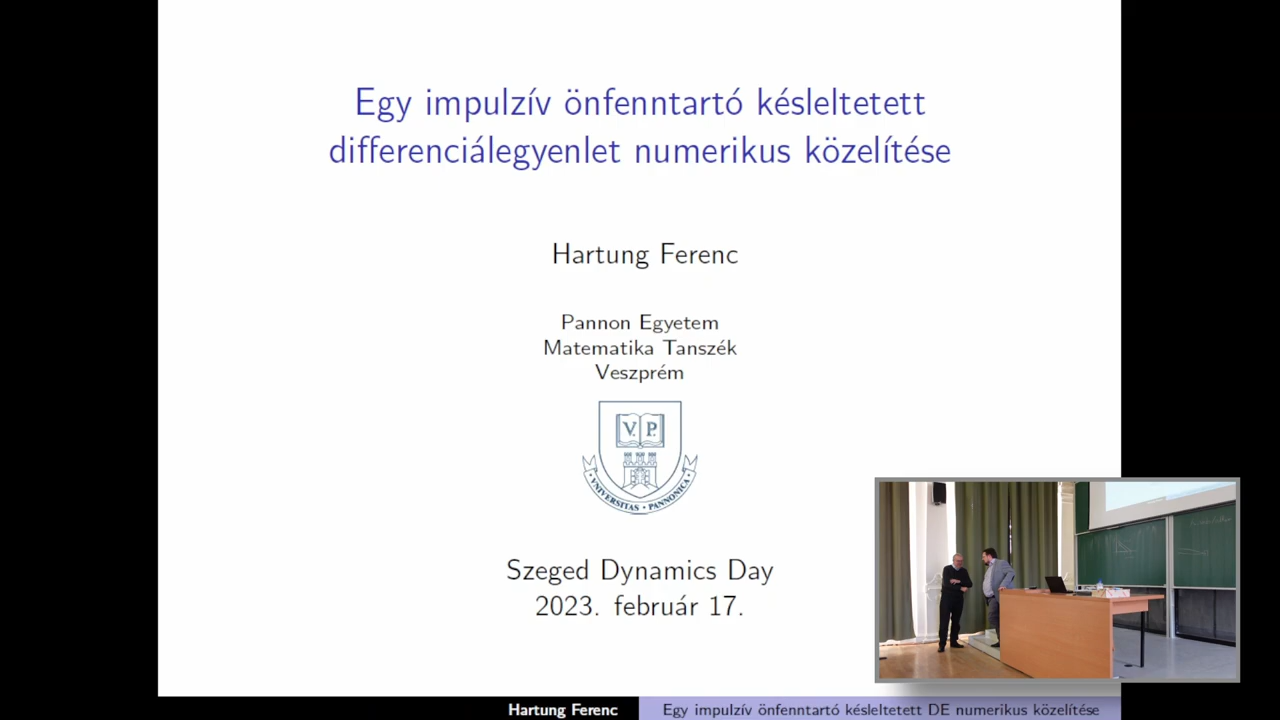 Egy impulzív önfenntartó késleltetett
differenciálegyenlet numerikus közelítése
Hartung Ferenc
Pannon Egyetem
Matematika Tanszék
Veszprém
V. P.
VNIVERSITAS • PANNONICA
Szeged Dynamics Day
2023. február 17.
Hartung Ferenc
Egy impulzív önfenntartó késleltetett DE numerikus közelítése